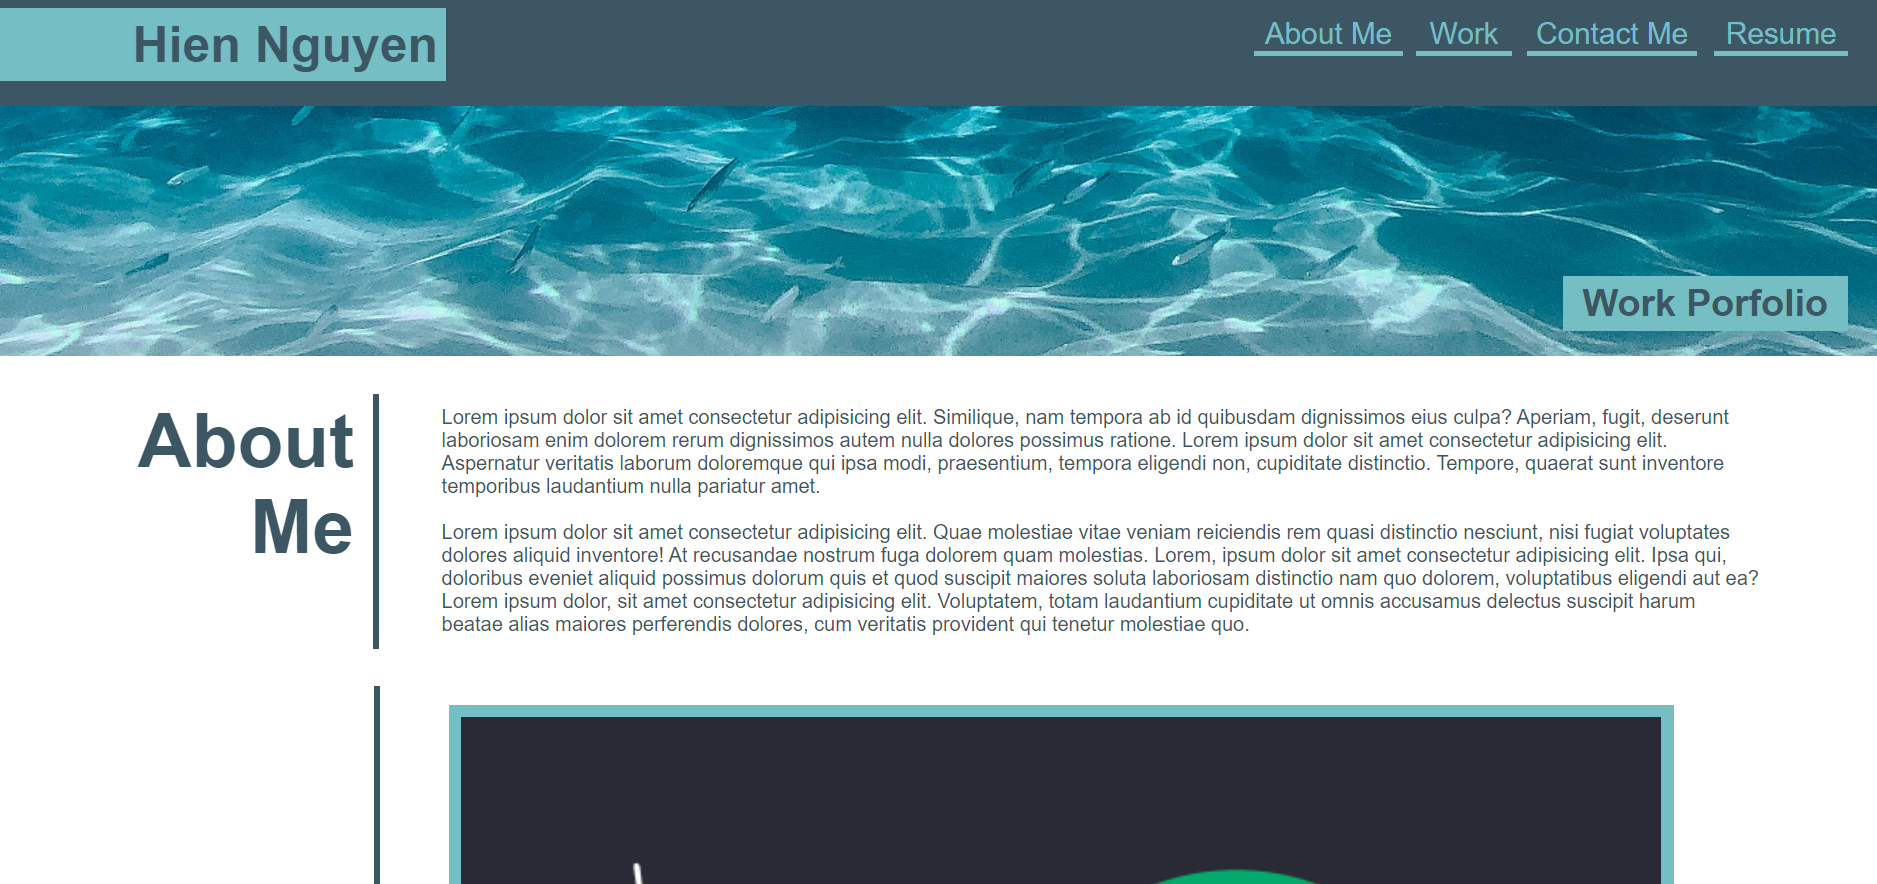 Hien Nguyen
About Me Work Contact Me Resume
Work Porfolio
About
Me
Lorem ipsum dolor sit amet consectetur adipisicing elit. Similique, nam tempora ab id quibusdam dignissimos eius culpa? Aperiam, fugit, deserunt
laboriosam enim dolorem rerum dignissimos autem nulla dolores possimus ratione. Lorem ipsum dolor sit amet consectetur adipisicing elit.
Aspernatur veritatis laborum doloremque qui ipsa modi, praesentium, tempora eligendi non, cupiditate distinctio. Tempore, quaerat sunt inventore
temporibus laudantium nulla pariatur amet.
Lorem ipsum dolor sit amet consectetur adipisicing elit. Quae molestiae vitae veniam reiciendis rem quasi distinctio nesciunt, nisi fugiat voluptates
dolores aliquid inventore! At recusandae nostrum fuga dolorem quam molestias. Lorem, ipsum dolor sit amet consectetur adipisicing elit. Ipsa qui,
doloribus eveniet aliquid possimus dolorum quis et quod suscipit maiores soluta laboriosam distinctio nam quo dolorem, voluptatibus eligendi aut ea?
Lorem ipsum dolor, sit amet consectetur adipisicing elit. Voluptatem, totam laudantium cupiditate ut omnis accusamus delectus suscipit harum
beatae alias maiores perferendis dolores, cum veritatis provident qui tenetur molestiae quo.